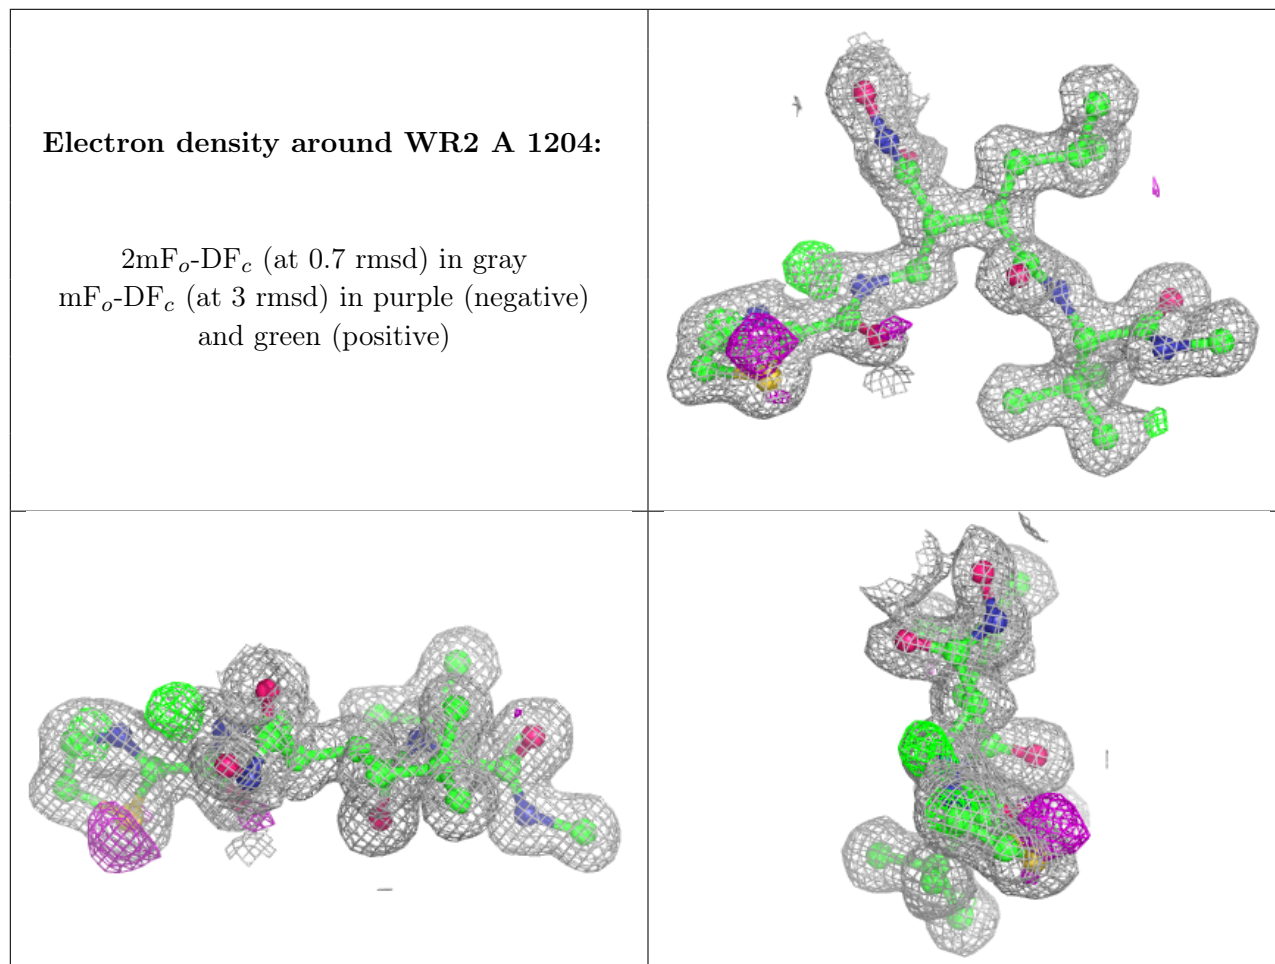 Electron density around WR2 A 1204:
2mFo-DFc (at 0.7 rmsd) in gray
mFo-DFc (at 3 rmsd) in purple (negative)
and green (positive)